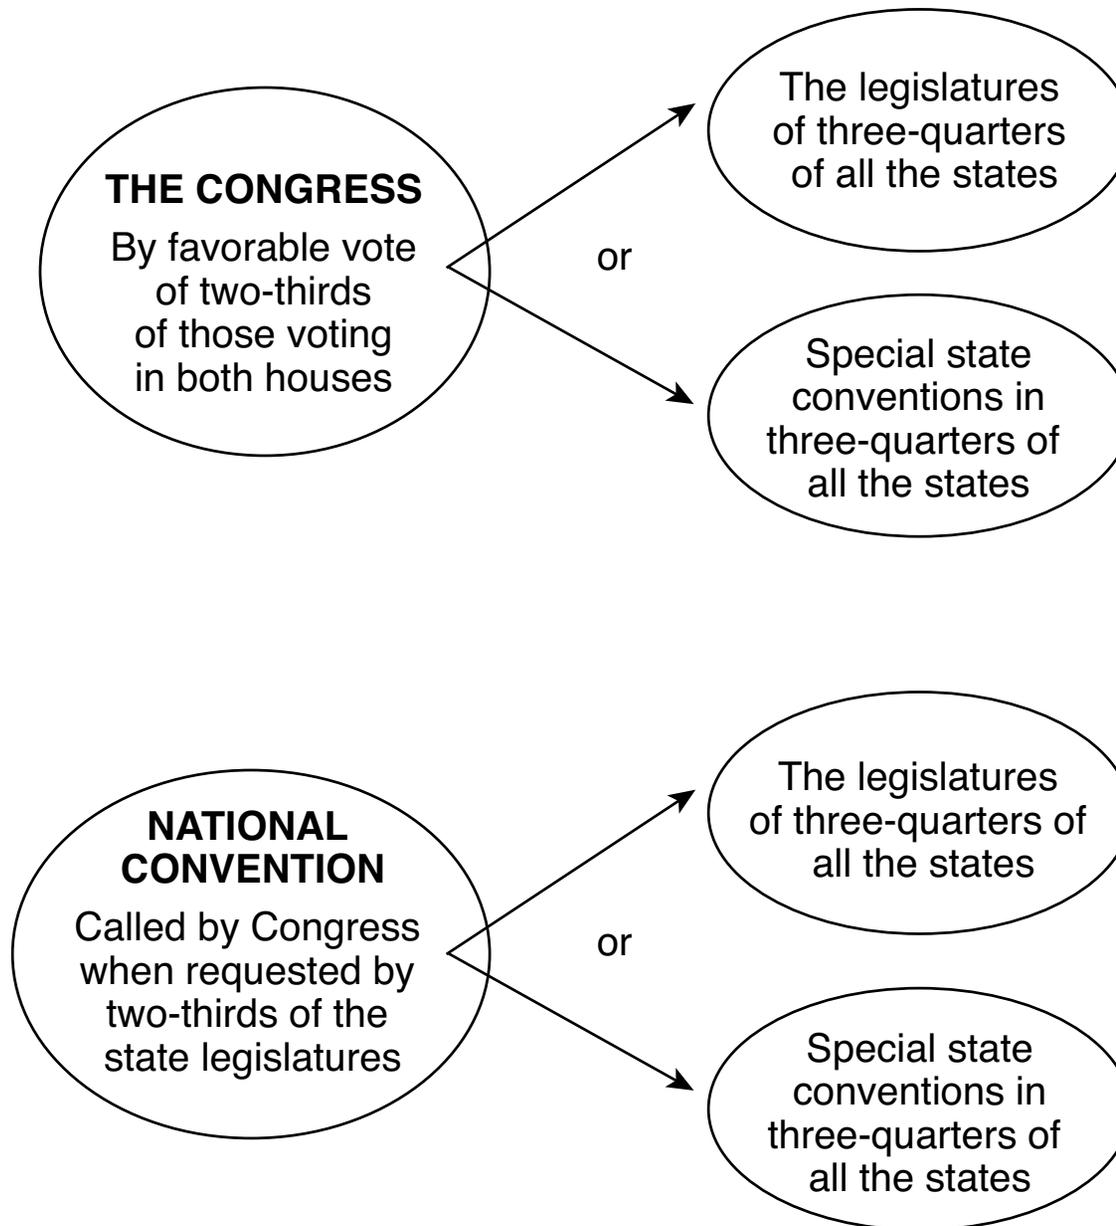 THE CONGRESS
By favorable vote
of two-thirds
of those voting
in both houses
or
The legislatures
of three-quarters
of all the states
Special state
conventions in
three-quarters of
all the states
NATIONAL
CONVENTION
Called by Congress
when requested by
two-thirds of the
state legislatures
or
The legislatures
of three-quarters of
all the states
Special state
conventions in
three-quarters of
all the states